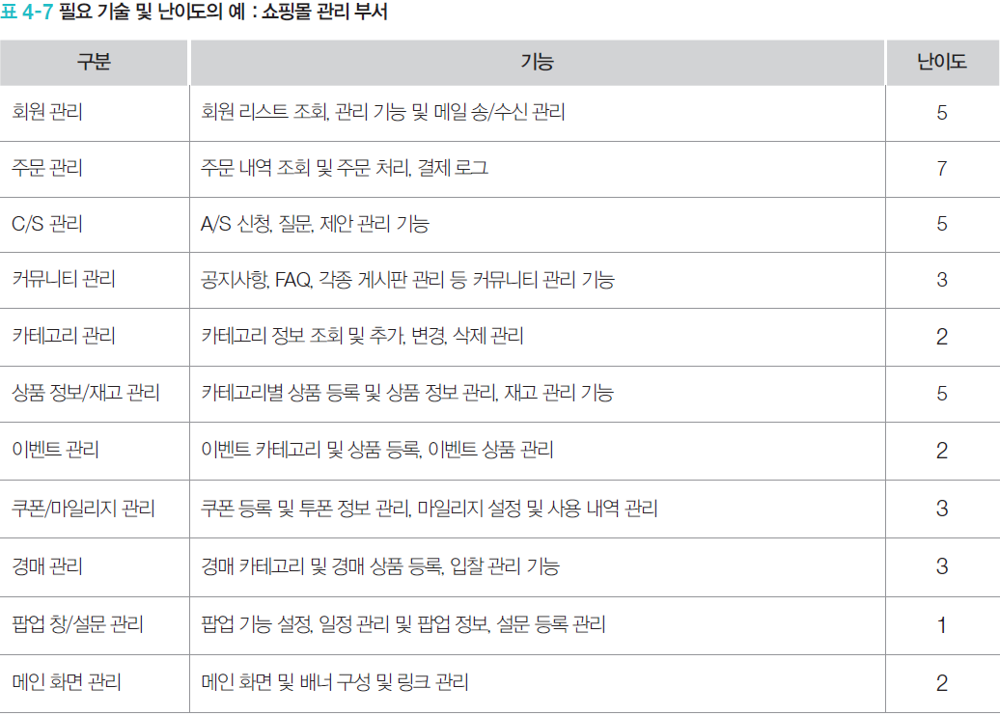 표 4-7 필요 기술 및 난이도의 예 : 쇼핑몰 관리 부서
구분 기능 난이도
회원 관리 회원 리스트 조회, 관리 기능 및 메일 송/수신 관리 5
주문 관리 주문 내역 조회 및 주문 처리, 결제 로그 7
C/S 관리 A/S 신청, 질문, 제안 관리 기능 5
커뮤니티 관리 공지사항, FAQ, 각종 게시판 관리 등 커뮤니티 관리 기능 3
카테고리 관리 카테고리 정보 조회 및 추가, 변경, 삭제 관리 2
상품 정보/재고 관리 카테고리별 상품 등록 및 상품 정보 관리, 재고 관리 기능 5
이벤트 관리 이벤트 카테고리 및 상품 등록, 이벤트 상품 관리 2
쿠폰/마일리지 관리 쿠폰 등록 및 투폰 정보 관리, 마일리지 설정 및 사용 내역 관리 3
경매 관리 경매 카테고리 및 경매 상품 등록, 입찰 관리 기능 3
팝업 창/설문 관리 팝업 기능 설정, 일정 관리 및 팝업 정보, 설문 등록 관리 1
메인 화면 관리 메인 화면 및 배너 구성 및 링크 관리 2